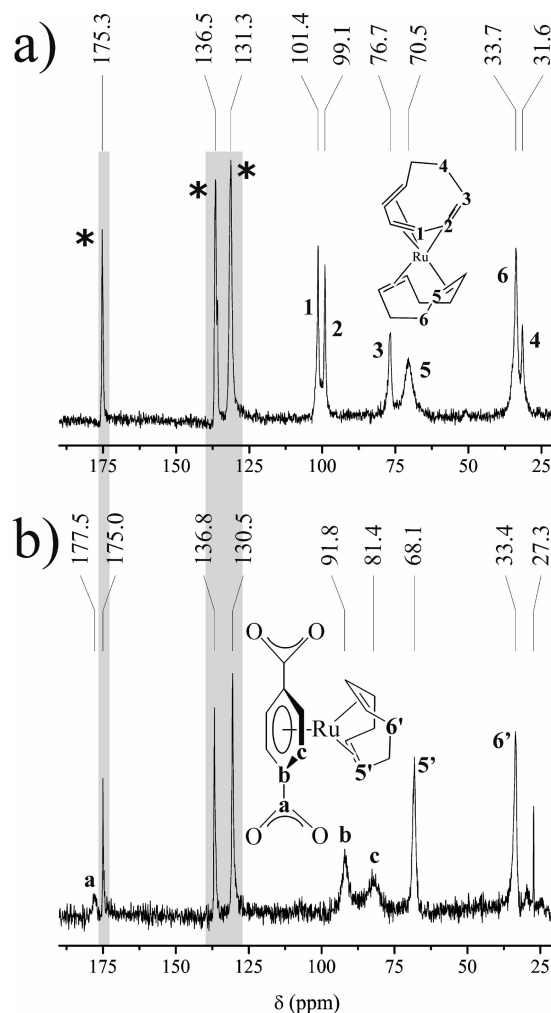 a)
175.3 136.5 131.3 101.4 99.1 76.7 70.5 33.7 31.6
* * *
4
3
1 2
Ru
5
6
1 2 3 5 6 4
175 150 125 100 75 50 25
b)
177.5 175.0 136.8 130.5 91.8 81.4 68.1 33.4 27.3
O O
Ru
6'
c
b
5'
a
O O
a b c 5' 6'
175 150 125 100 75 50 25
δ (ppm)